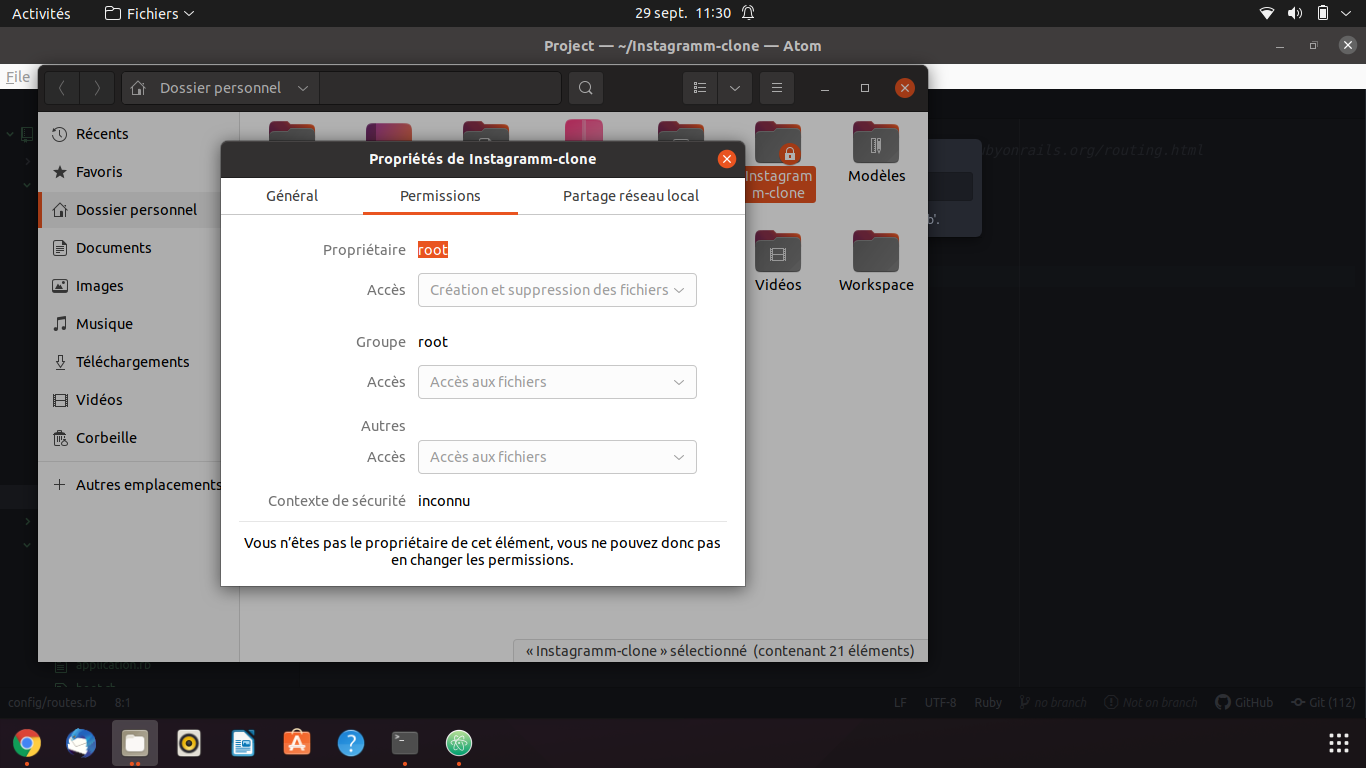 Activités
Fichiers
29 sept. 11:30
Project — ~/Instagramm-clone — Atom
File
Dossier personnel
Récents
Favoris
Dossier personnel
Documents
Images
Musique
Téléchargements
Vidéos
Corbeille
Autres emplacements
Instagram
m-clone
Modèles
Vidéos
Workspace
byonrails.org/routing.html
b'.
Propriétés de Instagramm-clone
Général
Permissions
Partage réseau local
Propriétaire root
Accès Création et suppression des fichiers
Groupe root
Accès Accès aux fichiers
Autres
Accès Accès aux fichiers
Contexte de sécurité inconnu
Vous n’êtes pas le propriétaire de cet élément, vous ne pouvez donc pas
en changer les permissions.
« Instagramm-clone » sélectionné (contenant 21 éléments)
application.rb
boot.rb
config/routes.rb 8:1
LF UTF-8 Ruby no branch Not on branch GitHub Git (112)